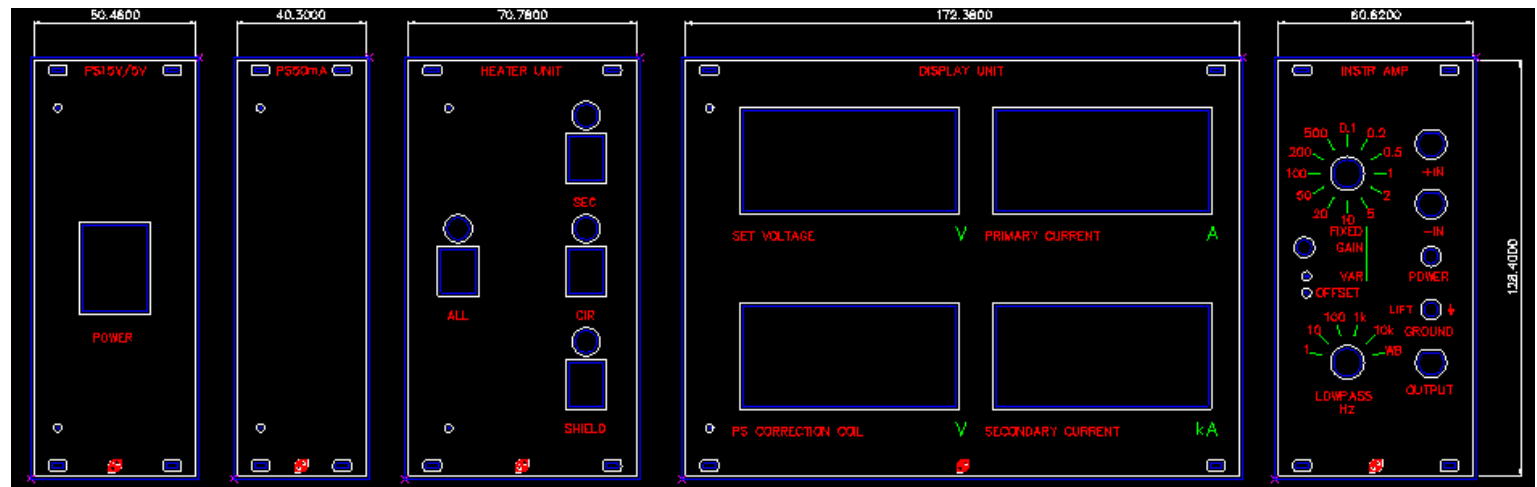 50.4800
40.3000
70.7800
172.3800
60.6200
PS15V/5V
PS50mA
HEATER UNIT
DISPLAY UNIT
INSTR AMP
POWER
SEC
ALL
CIR
SHIELD
SET VOLTAGE V
PRIMARY CURRENT A
PS CORRECTION COIL V
SECONDARY CURRENT kA
500 0.1 0.2
200 0.5
100 1
50 2
20 10 5
+IN
-IN
FIXED
GAIN
VAR
OFFSET
POWER
LIFT
GROUND
100 1k
10 10k
1 WB
LOWPASS
Hz
OUTPUT
128.4000